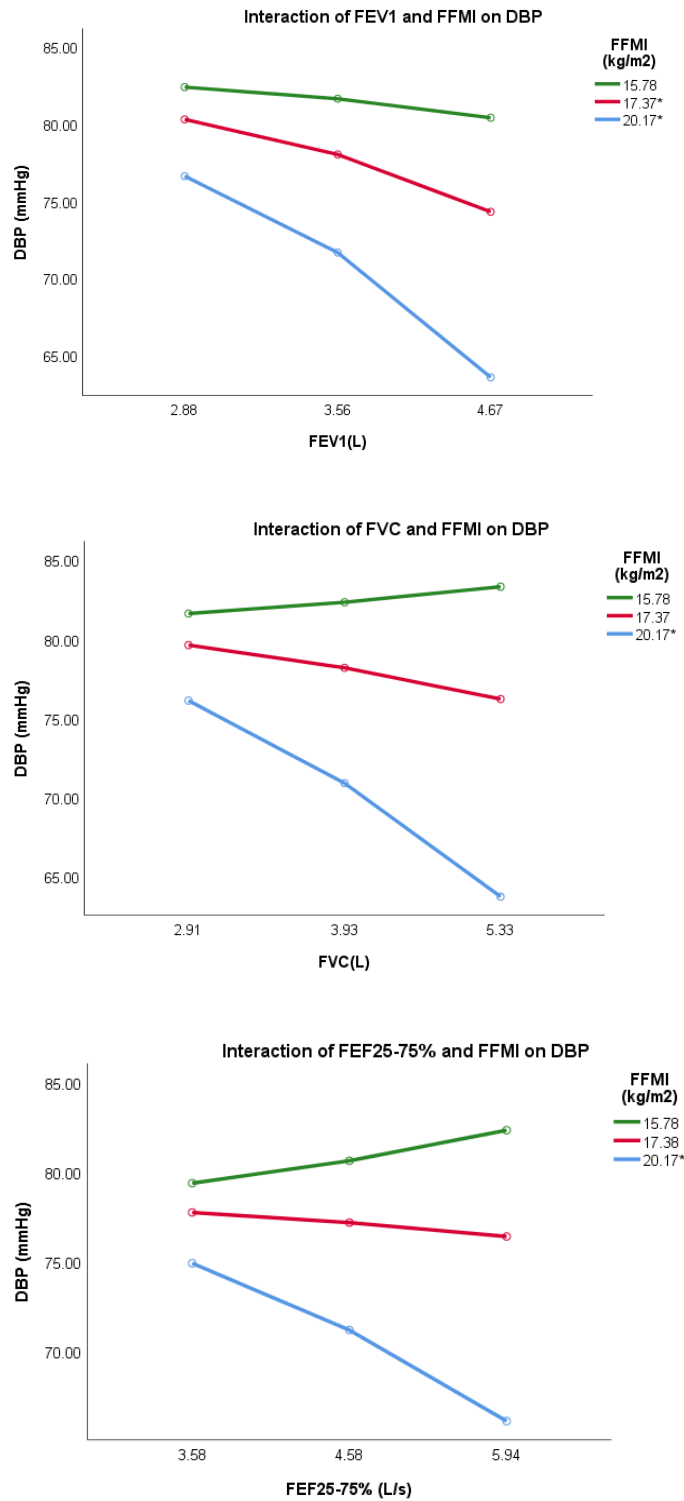 Interaction of FEV1 and FFMI on DBP
FFMI
(kg/m2)
15.78
17.37*
20.17*
85.00
80.00
75.00
70.00
65.00
DBP (mmHg)
2.88
3.56
4.67
FEV1(L)
Interaction of FVC and FFMI on DBP
FFMI
(kg/m2)
15.78
17.37
20.17*
85.00
80.00
75.00
70.00
65.00
DBP (mmHg)
2.91
3.93
5.33
FVC(L)
Interaction of FEF25-75% and FFMI on DBP
FFMI
(kg/m2)
15.78
17.38
20.17*
85.00
80.00
75.00
70.00
DBP (mmHg)
3.58
4.58
5.94
FEF25-75% (L/s)